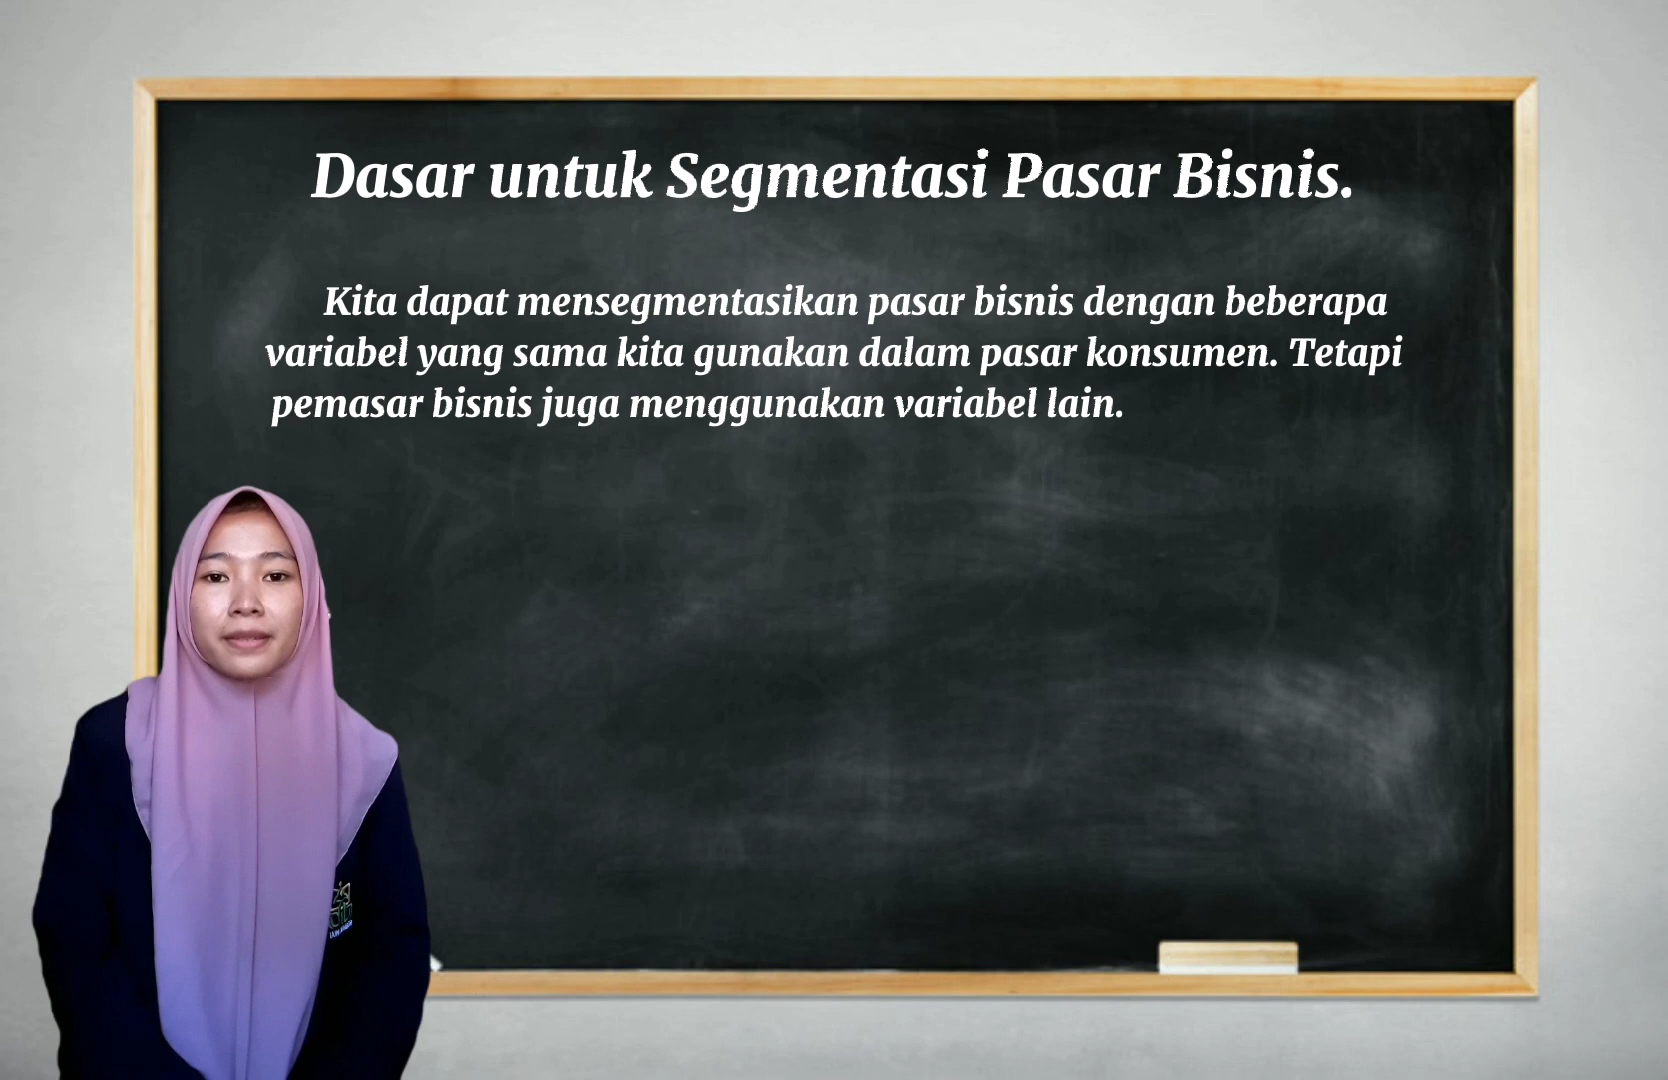 Dasar untuk Segmentasi Pasar Bisnis.
Kita dapat mensegmentasikan pasar bisnis dengan beberapa
variabel yang sama kita gunakan dalam pasar konsumen. Tetapi
pemasar bisnis juga menggunakan variabel lain.